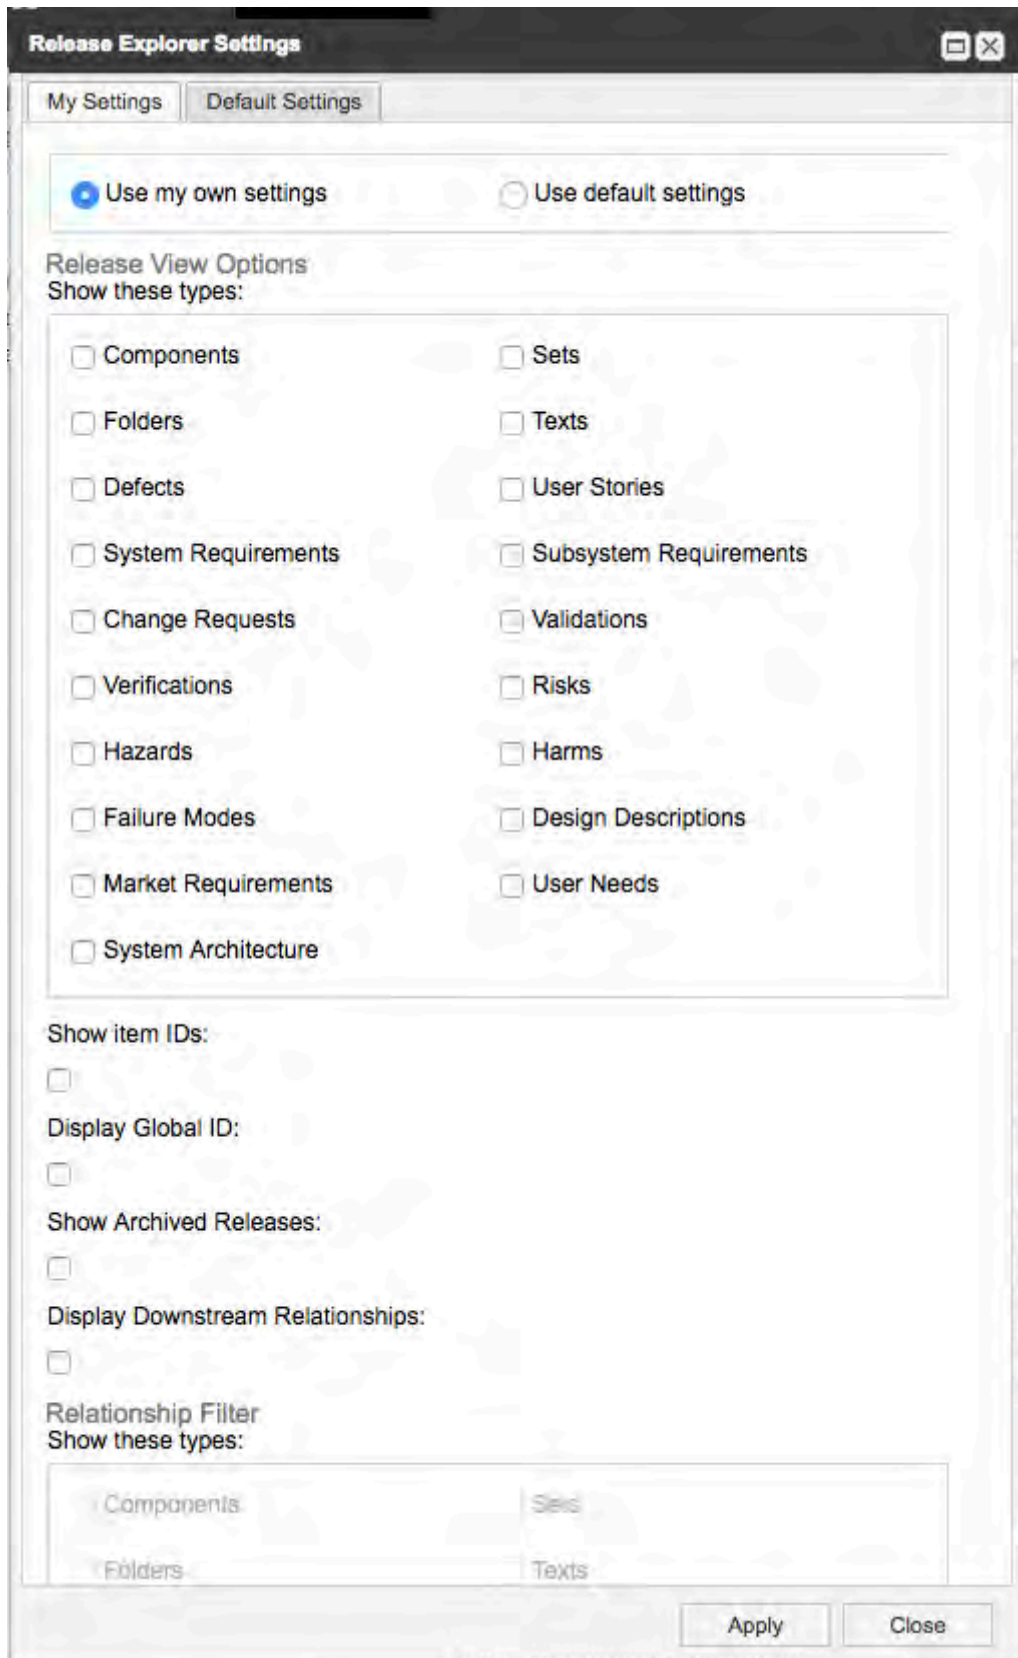 Release Explorer Settings
My Settings Default Settings
Use my own settings Use default settings
Release View Options
Show these types:
Components Sets
Folders Texts
Defects User Stories
System Requirements Subsystem Requirements
Change Requests Validations
Verifications Risks
Hazards Harms
Failure Modes Design Descriptions
Market Requirements User Needs
System Architecture
Show item IDs:
Display Global ID:
Show Archived Releases:
Display Downstream Relationships:
Relationship Filter
Show these types:
Components Sets
Folders Texts
Apply Close